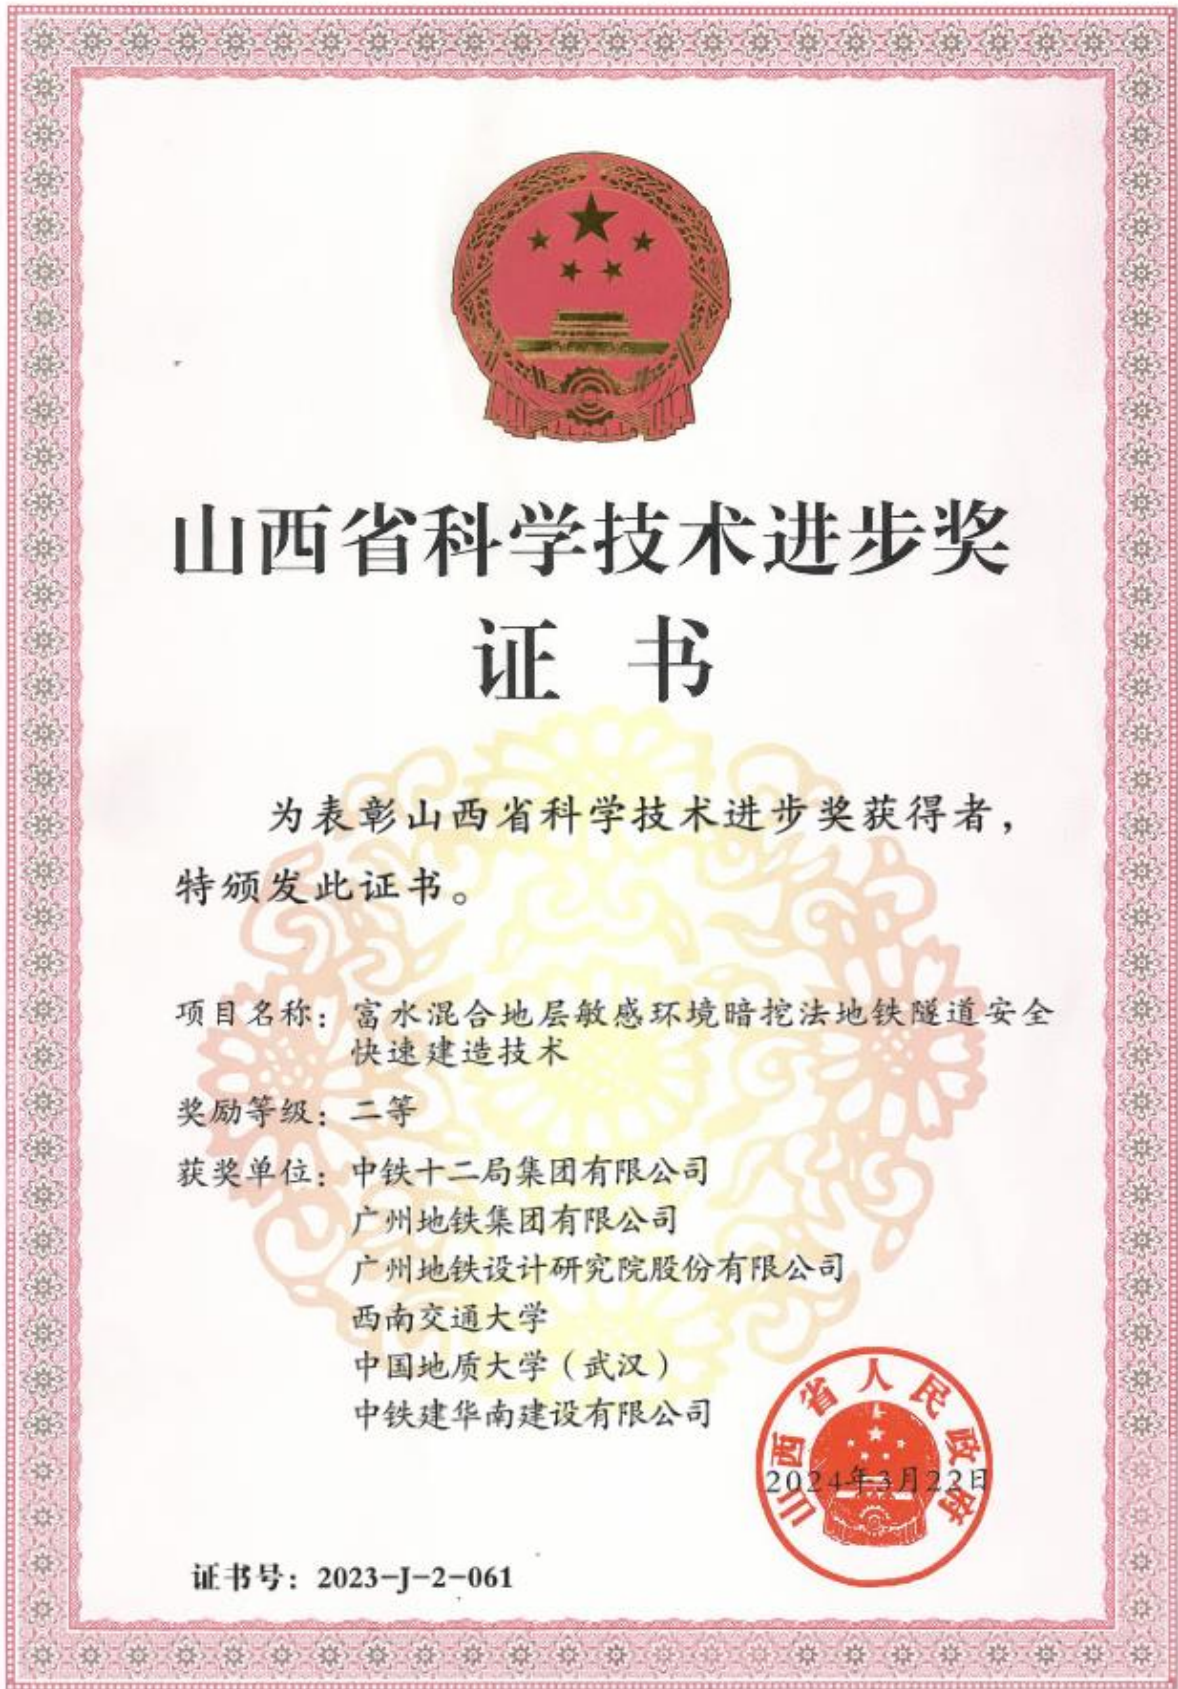 山西省科学技术进步奖
证书
为表彰山西省科学技术进步奖获得者，
特颁发此证书。
项目名称：富水混合地层敏感环境暗挖法地铁隧道安全
快速建造技术
奖励等级：二等
获奖单位：中铁十二局集团有限公司
广州地铁集团有限公司
广州地铁设计研究院股份有限公司
西南交通大学
中国地质大学（武汉）
中铁建华南建设有限公司
山西省人民政府
2024年3月22日
证书号：2023-J-2-061